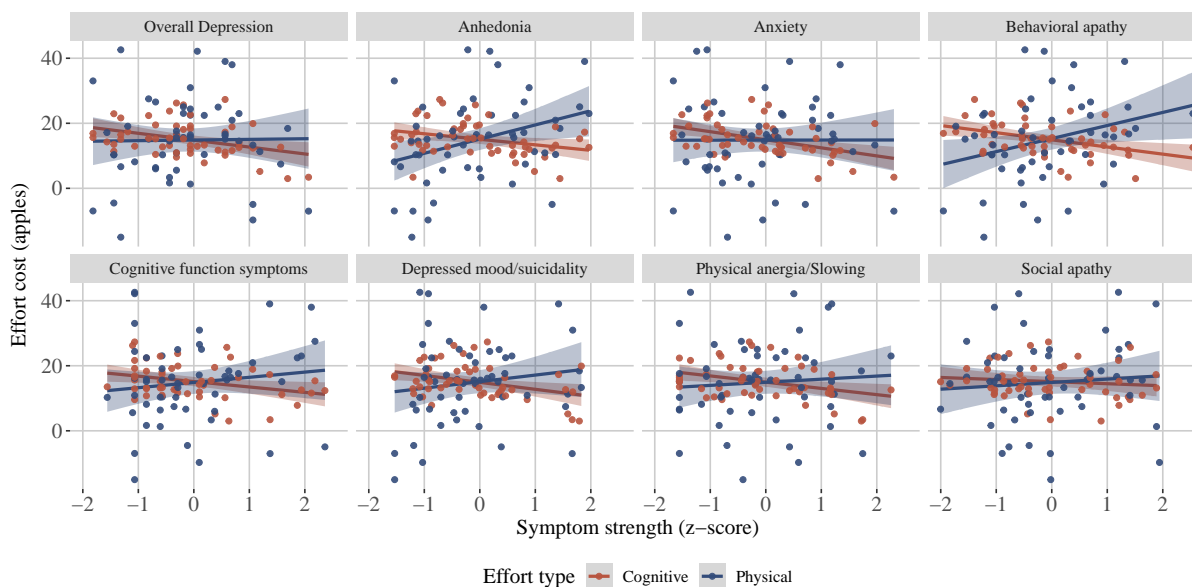 Overall Depression
Anhedonia
Anxiety
Behavioral apathy
40
20
0
Cognitive function symptoms
Depressed mood/suicidality
Physical anergia/Slowing
Social apathy
40
20
0
−2 −1 0 1 2
−2 −1 0 1 2
−2 −1 0 1 2
−2 −1 0 1 2
Effort cost (apples)
Symptom strength (z−score)
Effort type Cognitive Physical